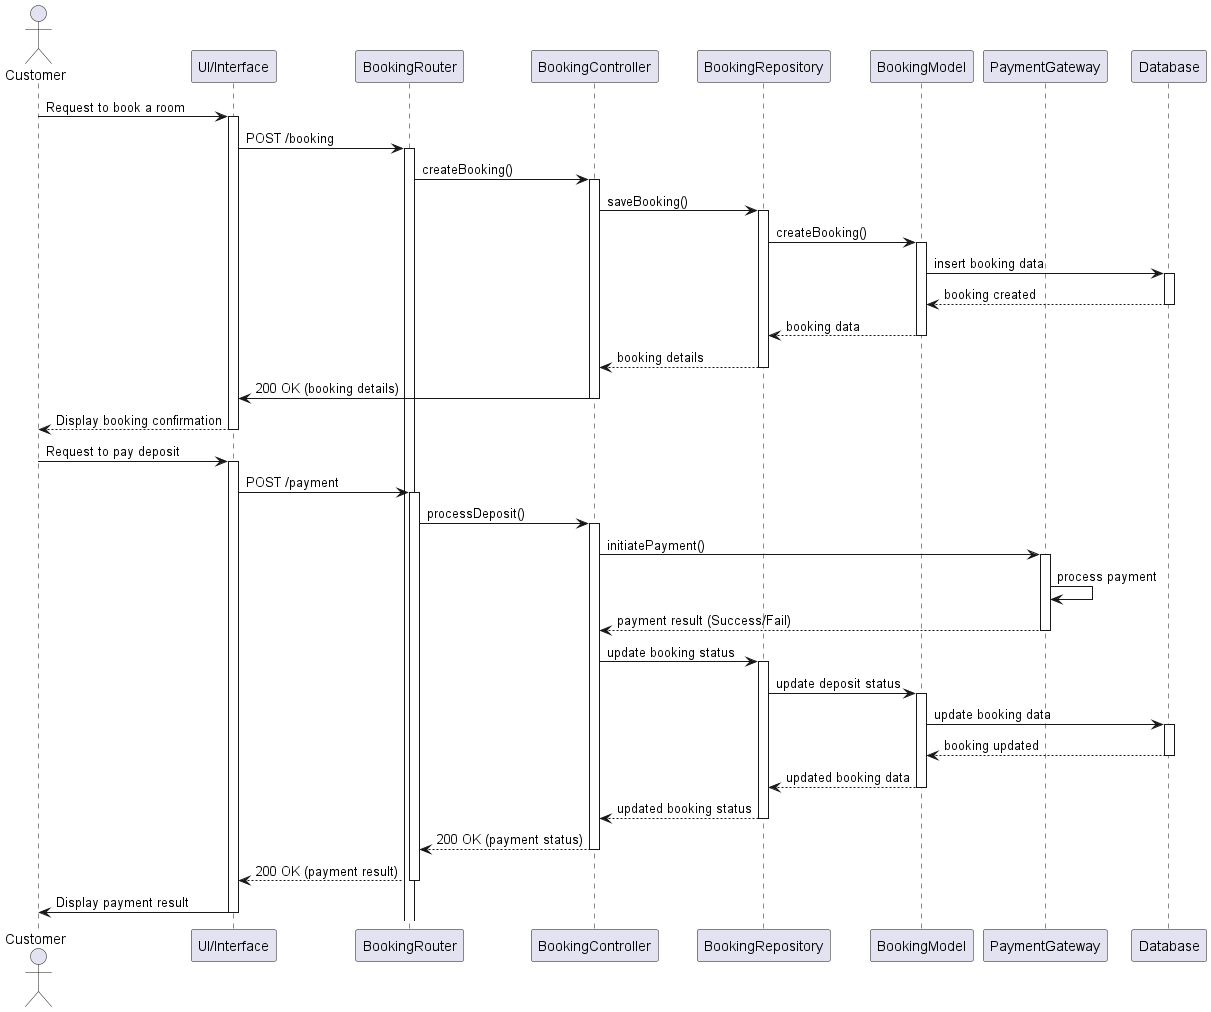 Customer
UI/Interface
BookingRouter
BookingController
BookingRepository
BookingModel
PaymentGateway
Database
Request to book a room
POST /booking
createBooking()
saveBooking()
createBooking()
insert booking data
booking created
booking data
booking details
200 OK (booking details)
Display booking confirmation
Request to pay deposit
POST /payment
processDeposit()
initiatePayment()
process payment
payment result (Success/Fail)
update booking status
update deposit status
update booking data
booking updated
updated booking data
updated booking status
200 OK (payment status)
200 OK (payment result)
Display payment result
Customer
UI/Interface
BookingRouter
BookingController
BookingRepository
BookingModel
PaymentGateway
Database